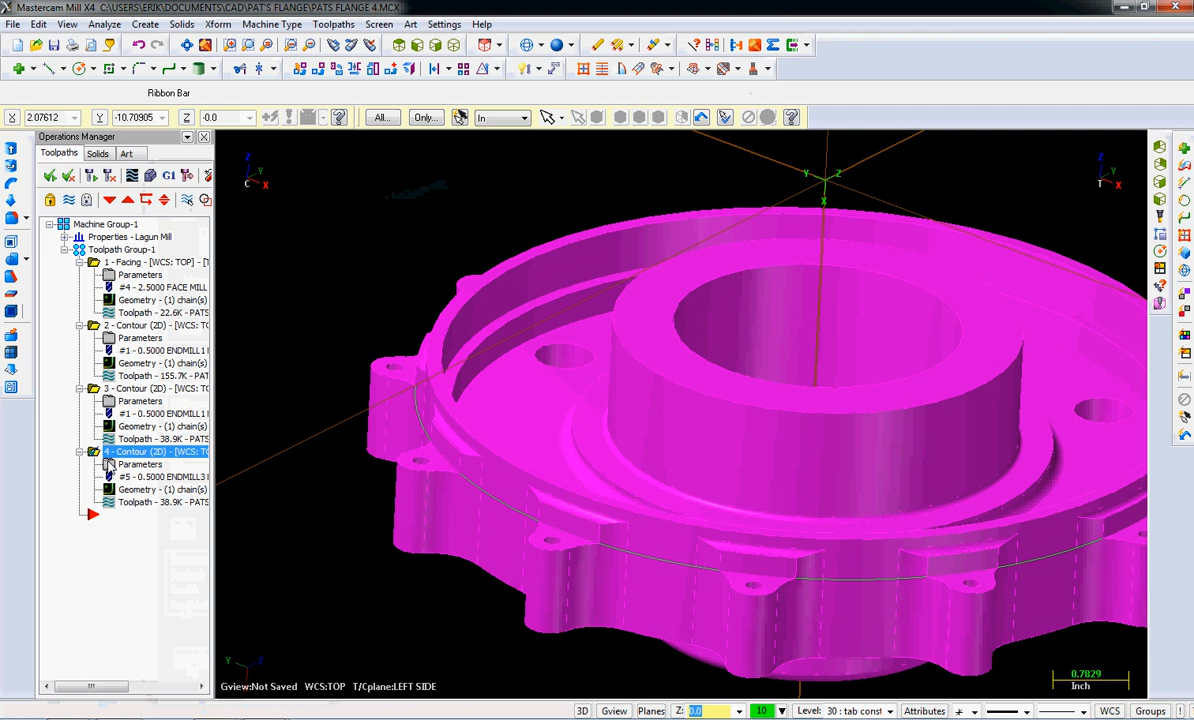 Mastercam Mill X4 C:\USERS\ERIK\DOCUMENTS\CAD\PAT'S FLANGE\PATS FLANGE 4.MCX
File Edit View Analyze Create Solids Xform Machine Type Toolpaths Screen Art Settings Help
Ribbon Bar
X 2.07612 Y -10.70905 Z -0.0 All... Only... In
Operations Manager
Toolpaths Solids Art
G1
Machine Group-1
Properties - Lagun Mill
Toolpath Group-1
1 - Facing - [WCS: TOP] - [
Parameters
#4 - 2.5000 FACE MILL
Geometry - (1) chain(s)
Toolpath - 22.6K - PATS
2 - Contour (2D) - [WCS: TO
Parameters
#1 - 0.5000 ENDMILL1
Geometry - (1) chain(s)
Toolpath - 155.7K - PAT
3 - Contour (2D) - [WCS: TO
Parameters
#1 - 0.5000 ENDMILL1
Geometry - (1) chain(s)
Toolpath - 38.9K - PATS
4 - Contour (2D) - [WCS: TO
Parameters
#5 - 0.5000 ENDMILL3
Geometry - (1) chain(s)
Toolpath - 38.9K - PATS
Z Y X C
Z Y X T
Y Z X
Y Z
Gview:Not Saved WCS:TOP T/Cplane:LEFT SIDE
0.7829
Inch
3D Gview Planes Z: 0.0 10 Level: 30 : tab const Attributes WCS Groups